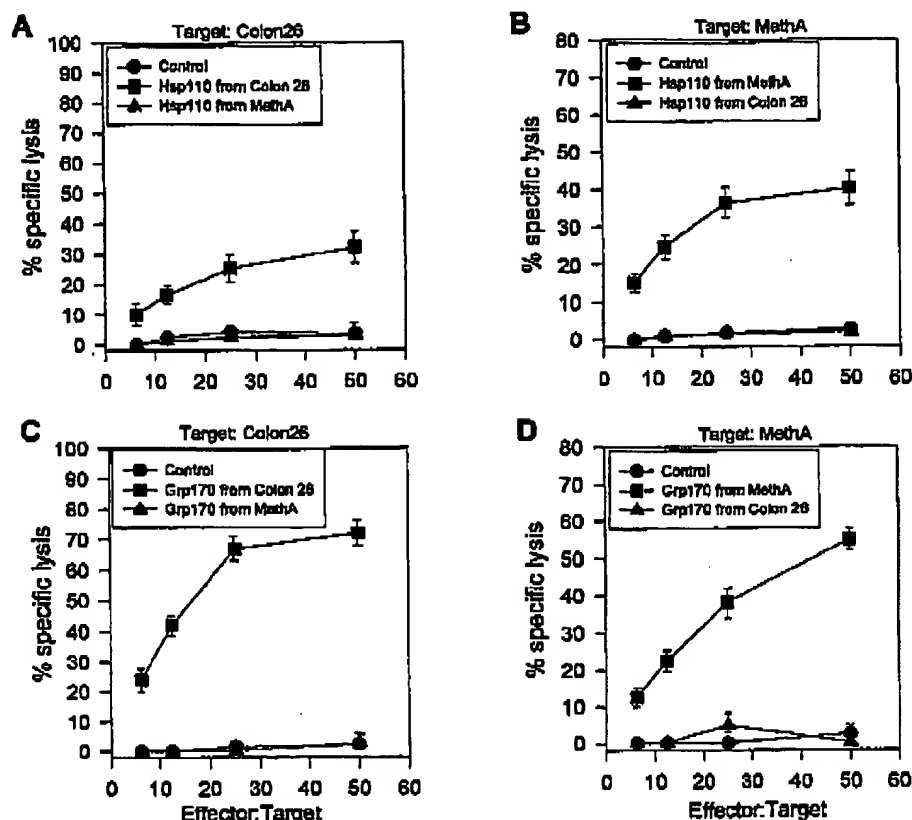 A
Target: Colon26
Control
Hsp110 from Colon 26
Hsp110 from MethA
% specific lysis
100
90
80
70
60
50
40
30
20
10
0
0 10 20 30 40 50 60
B
Target: MethA
Control
Hsp110 from MethA
Hsp110 from Colon 26
% specific lysis
80
70
60
50
40
30
20
10
0
0 10 20 30 40 50 60
C
Target: Colon26
Control
Grp170 from Colon 26
Grp170 from MethA
% specific lysis
100
90
80
70
60
50
40
30
20
10
0
0 10 20 30 40 50 60
Effector:Target
D
Target: MethA
Control
Grp170 from MethA
Grp170 from Colon 26
% specific lysis
80
70
60
50
40
30
20
10
0
0 10 20 30 40 50 60
Effector:Target